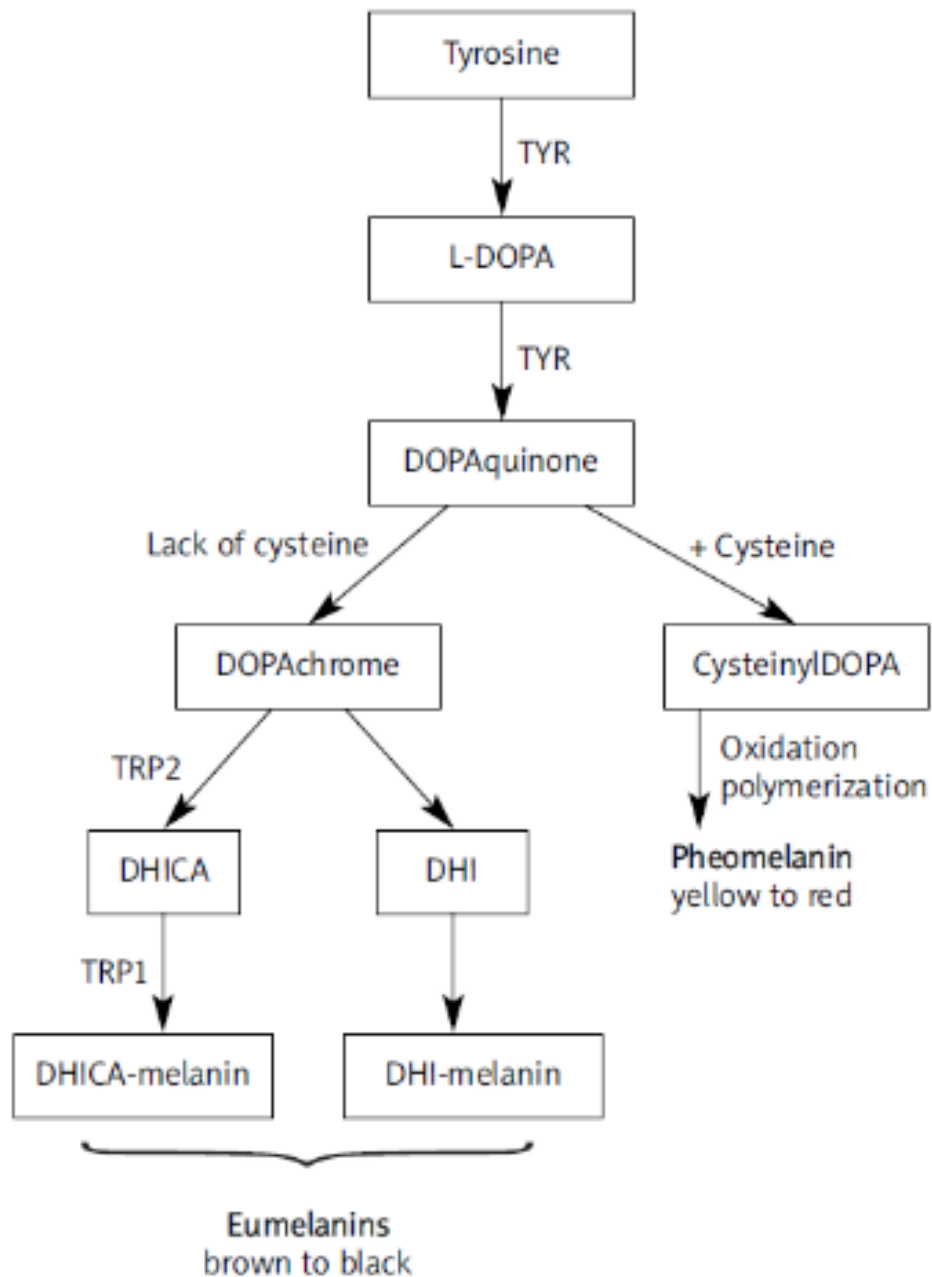 Tyrosine
TYR
L-DOPA
TYR
DOPAquinone
Lack of cysteine
+ Cysteine
DOPAchrome
CysteinylDOPA
TRP2
Oxidation
polymerization
DHICA
DHI
Pheomelanin
yellow to red
TRP1
DHICA-melanin
DHI-melanin
Eumelanins
brown to black